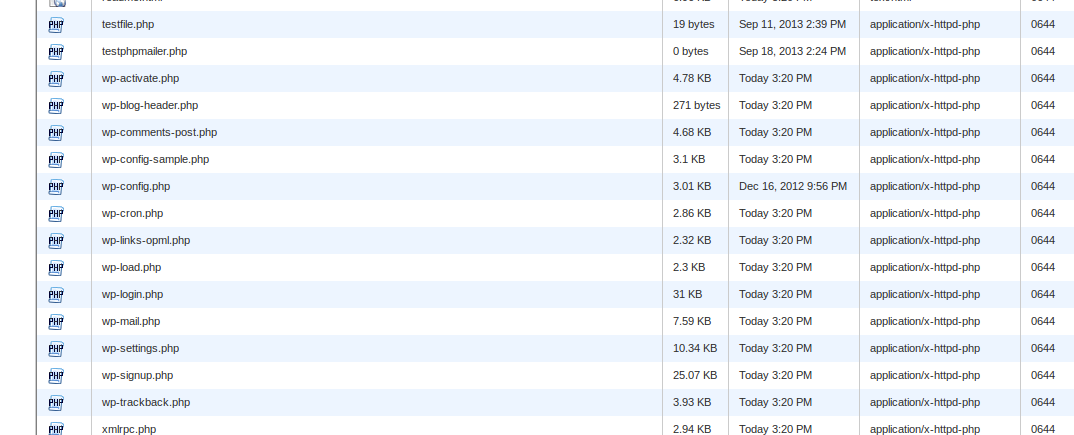 PHP testfile.php 19 bytes Sep 11, 2013 2:39 PM application/x-httpd-php 0644
PHP testphpmailer.php 0 bytes Sep 18, 2013 2:24 PM application/x-httpd-php 0644
PHP wp-activate.php 4.78 KB Today 3:20 PM application/x-httpd-php 0644
PHP wp-blog-header.php 271 bytes Today 3:20 PM application/x-httpd-php 0644
PHP wp-comments-post.php 4.68 KB Today 3:20 PM application/x-httpd-php 0644
PHP wp-config-sample.php 3.1 KB Today 3:20 PM application/x-httpd-php 0644
PHP wp-config.php 3.01 KB Dec 16, 2012 9:56 PM application/x-httpd-php 0644
PHP wp-cron.php 2.86 KB Today 3:20 PM application/x-httpd-php 0644
PHP wp-links-opml.php 2.32 KB Today 3:20 PM application/x-httpd-php 0644
PHP wp-load.php 2.3 KB Today 3:20 PM application/x-httpd-php 0644
PHP wp-login.php 31 KB Today 3:20 PM application/x-httpd-php 0644
PHP wp-mail.php 7.59 KB Today 3:20 PM application/x-httpd-php 0644
PHP wp-settings.php 10.34 KB Today 3:20 PM application/x-httpd-php 0644
PHP wp-signup.php 25.07 KB Today 3:20 PM application/x-httpd-php 0644
PHP wp-trackback.php 3.93 KB Today 3:20 PM application/x-httpd-php 0644
PHP xmlrpc.php 2.94 KB Today 3:20 PM application/x-httpd-php 0644